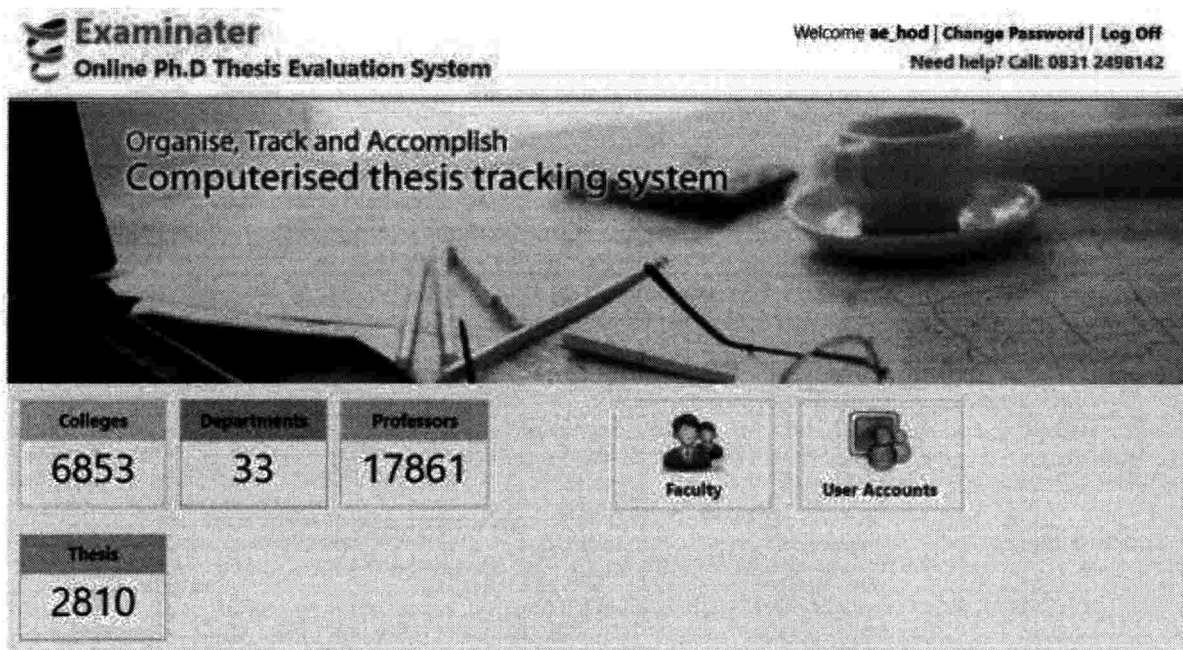 Examinater
Online Ph.D Thesis Evaluation System
Welcome ae_hod | Change Password | Log Off
Need help? Call: 0831 2498142
Organise, Track and Accomplish
Computerised thesis tracking system
Colleges
6853
Departments
33
Professors
17861
Faculty
User Accounts
Thesis
2810